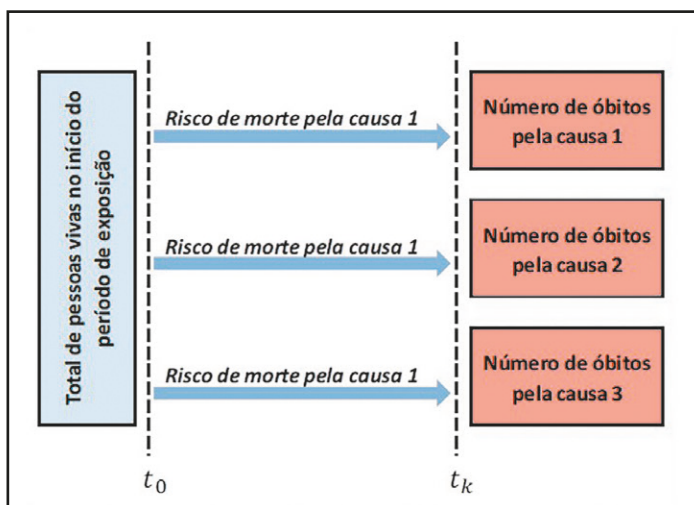 Total de pessoas vivas no início do
período de exposição
Risco de morte pela causa 1
Número de óbitos
pela causa 1
Risco de morte pela causa 1
Número de óbitos
pela causa 2
Risco de morte pela causa 1
Número de óbitos
pela causa 3
t₀
tₖ